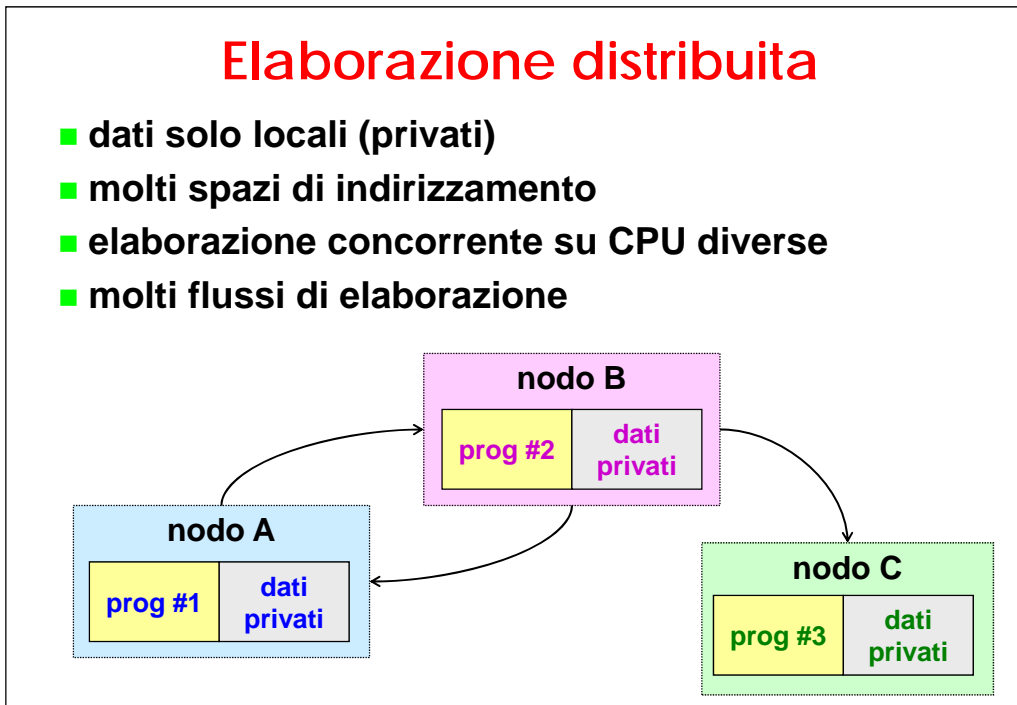 Elaborazione distribuita
dati solo locali (privati)
molti spazi di indirizzamento
elaborazione concorrente su CPU diverse
molti flussi di elaborazione
nodo B
prog #2
dati
privati
nodo A
prog #1
dati
privati
nodo C
prog #3
dati
privati